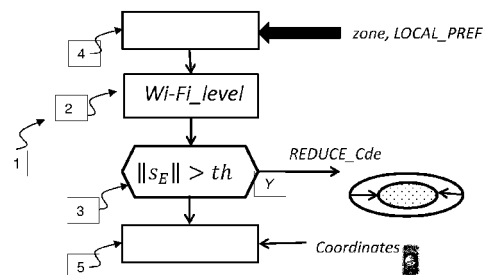 4
zone, LOCAL_PREF
2
Wi-Fi_level
1
‖s_E‖ > th
REDUCE_Cde
Y
3
5
Coordinates